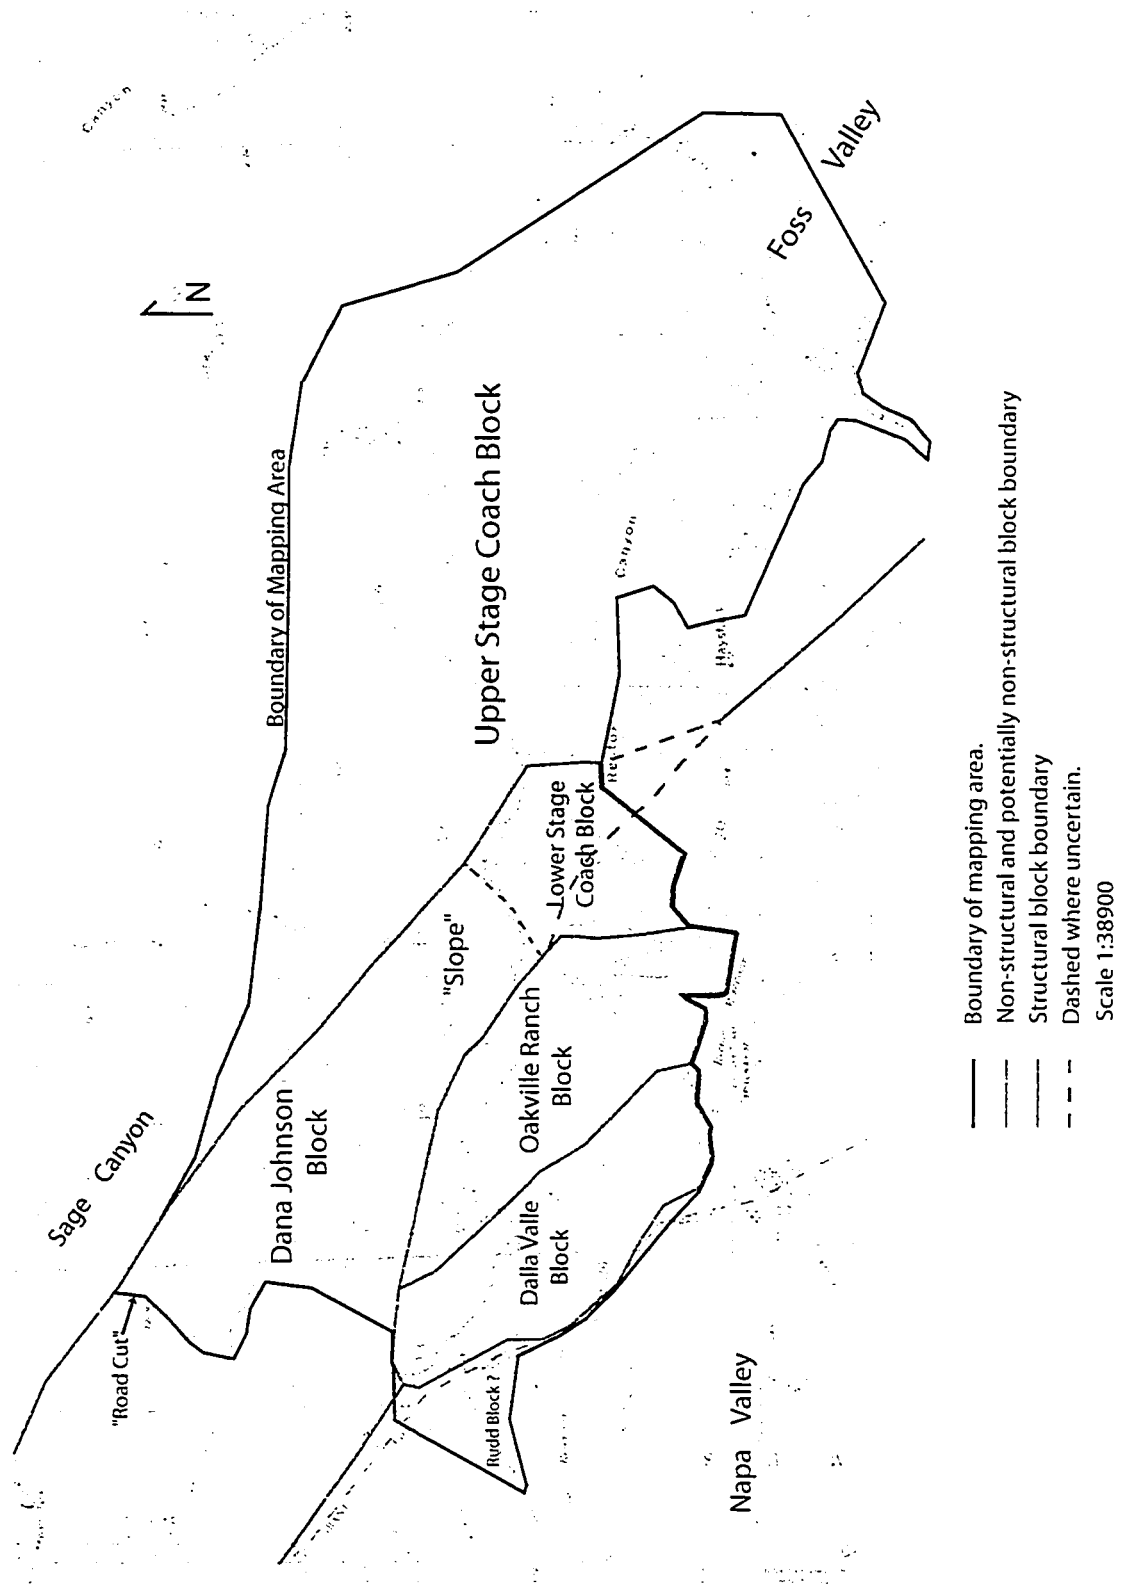 Canyon
Sage Canyon
"Road Cut"
N
Boundary of Mapping Area
Dana Johnson
Block
"Slope"
Upper Stage Coach Block
Lower Stage
Coach Block
Oakville Ranch
Block
Dalla Valle
Block
Rudd Block ?
Canyon
Rector
Foss Valley
Napa Valley
Boundary of mapping area.
Non-structural and potentially non-structural block boundary
Structural block boundary
Dashed where uncertain.
Scale 1:38900